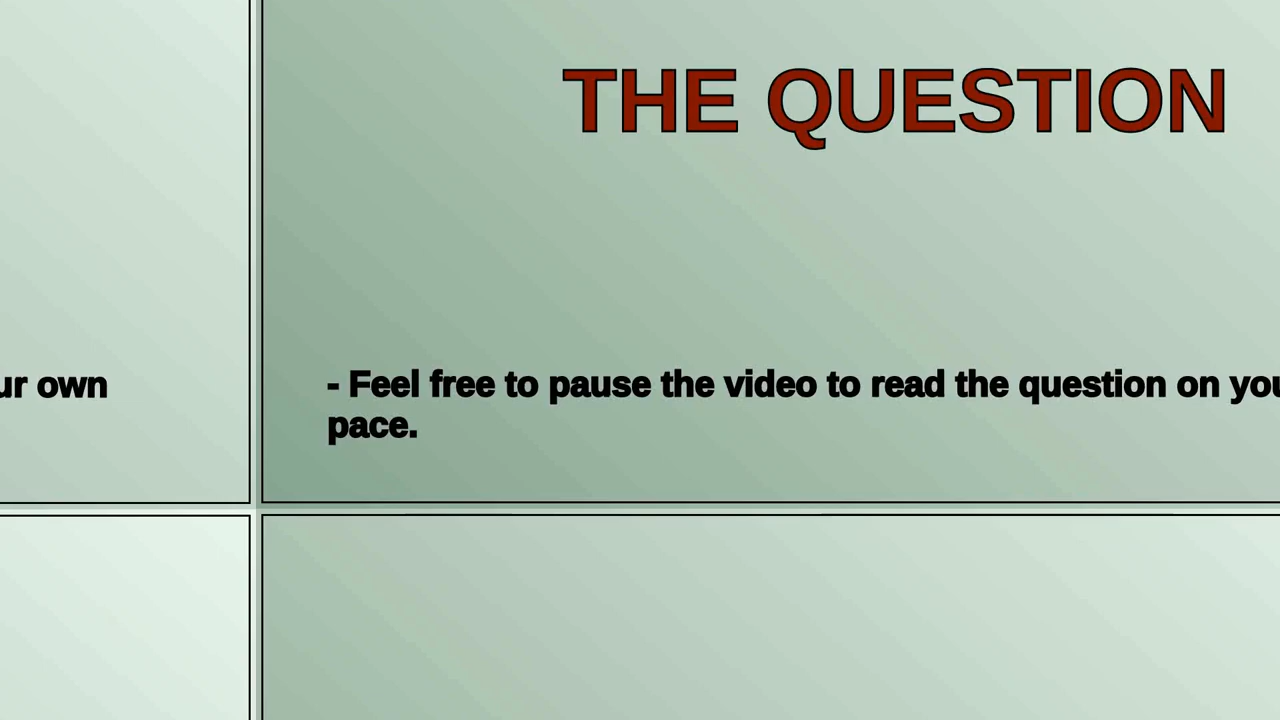 THE QUESTION
ur own
- Feel free to pause the video to read the question on you
pace.